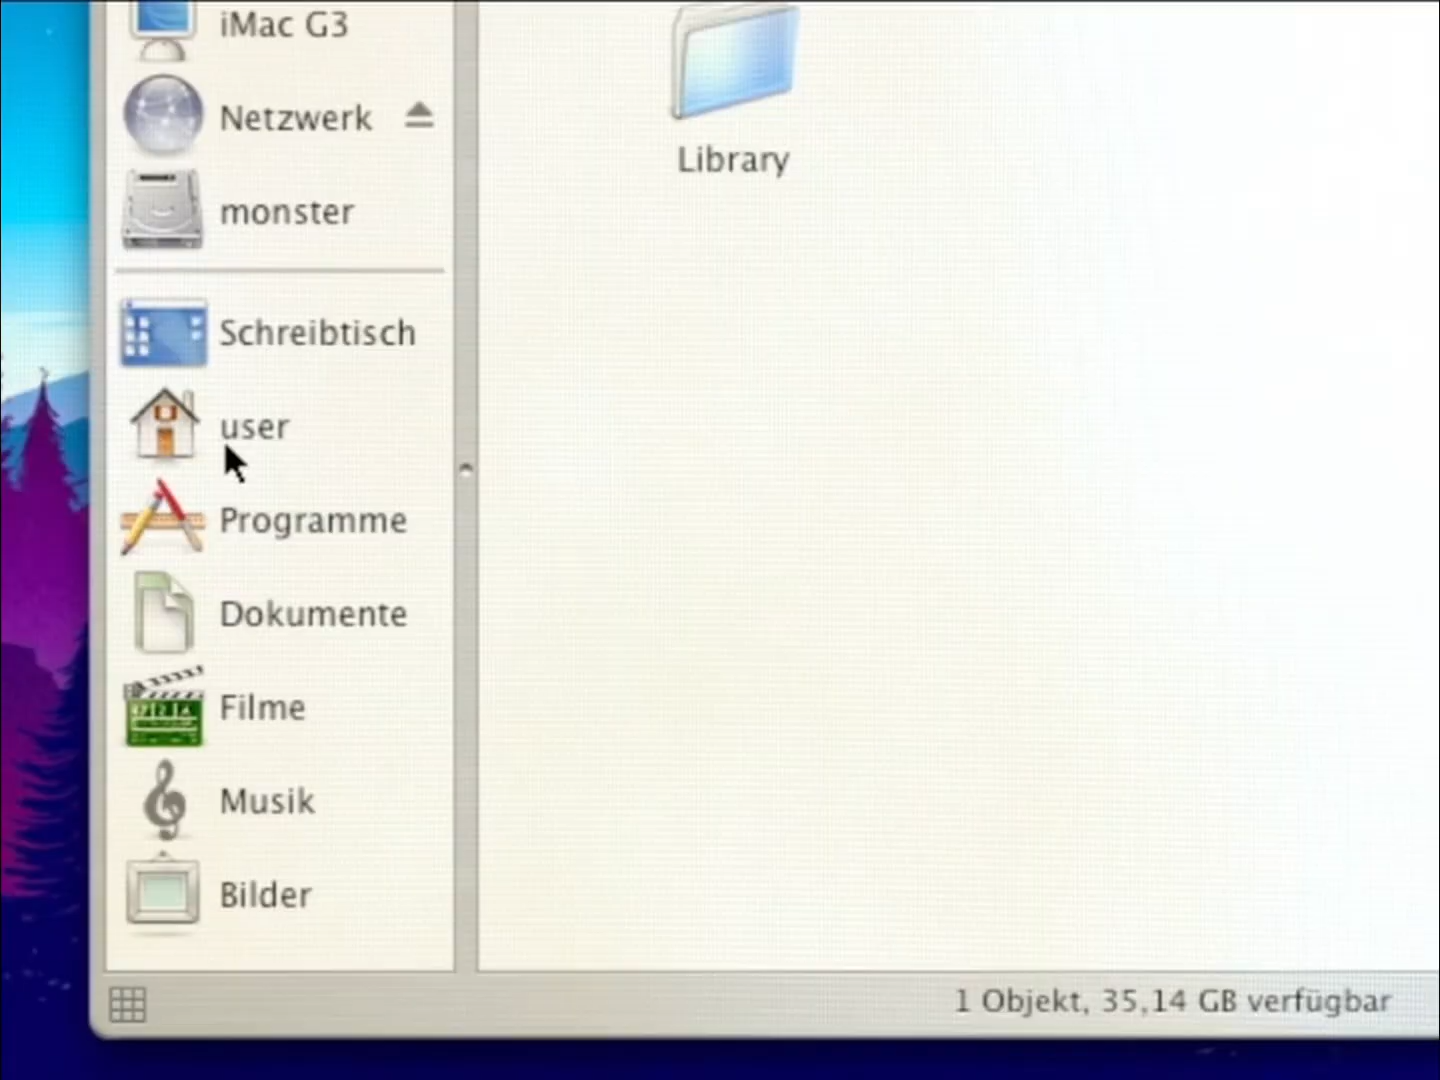 iMac G3
Netzwerk
monster
Schreibtisch
user
Programme
Dokumente
Filme
Musik
Bilder
Library
1 Objekt, 35,14 GB verfügbar